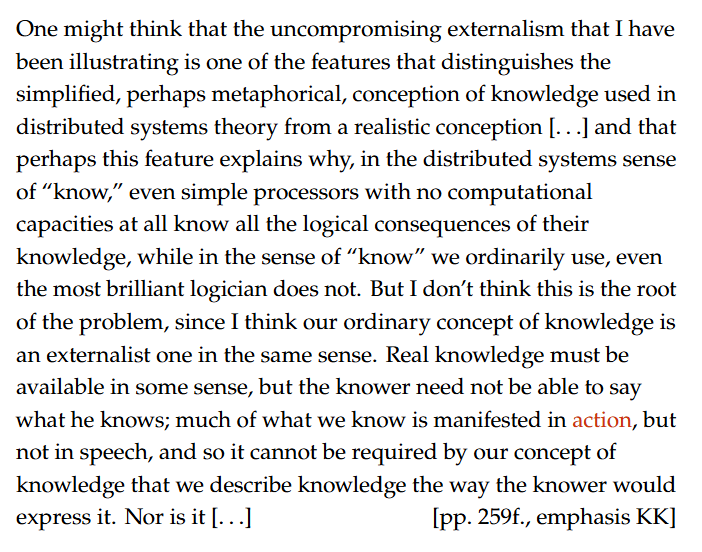 One might think that the uncompromising externalism that I have
been illustrating is one of the features that distinguishes the
simplified, perhaps metaphorical, conception of knowledge used in
distributed systems theory from a realistic conception [. . .] and that
perhaps this feature explains why, in the distributed systems sense
of “know,” even simple processors with no computational
capacities at all know all the logical consequences of their
knowledge, while in the sense of “know” we ordinarily use, even
the most brilliant logician does not. But I don’t think this is the root
of the problem, since I think our ordinary concept of knowledge is
an externalist one in the same sense. Real knowledge must be
available in some sense, but the knower need not be able to say
what he knows; much of what we know is manifested in action, but
not in speech, and so it cannot be required by our concept of
knowledge that we describe knowledge the way the knower would
express it. Nor is it [. . .] [pp. 259f., emphasis KK]